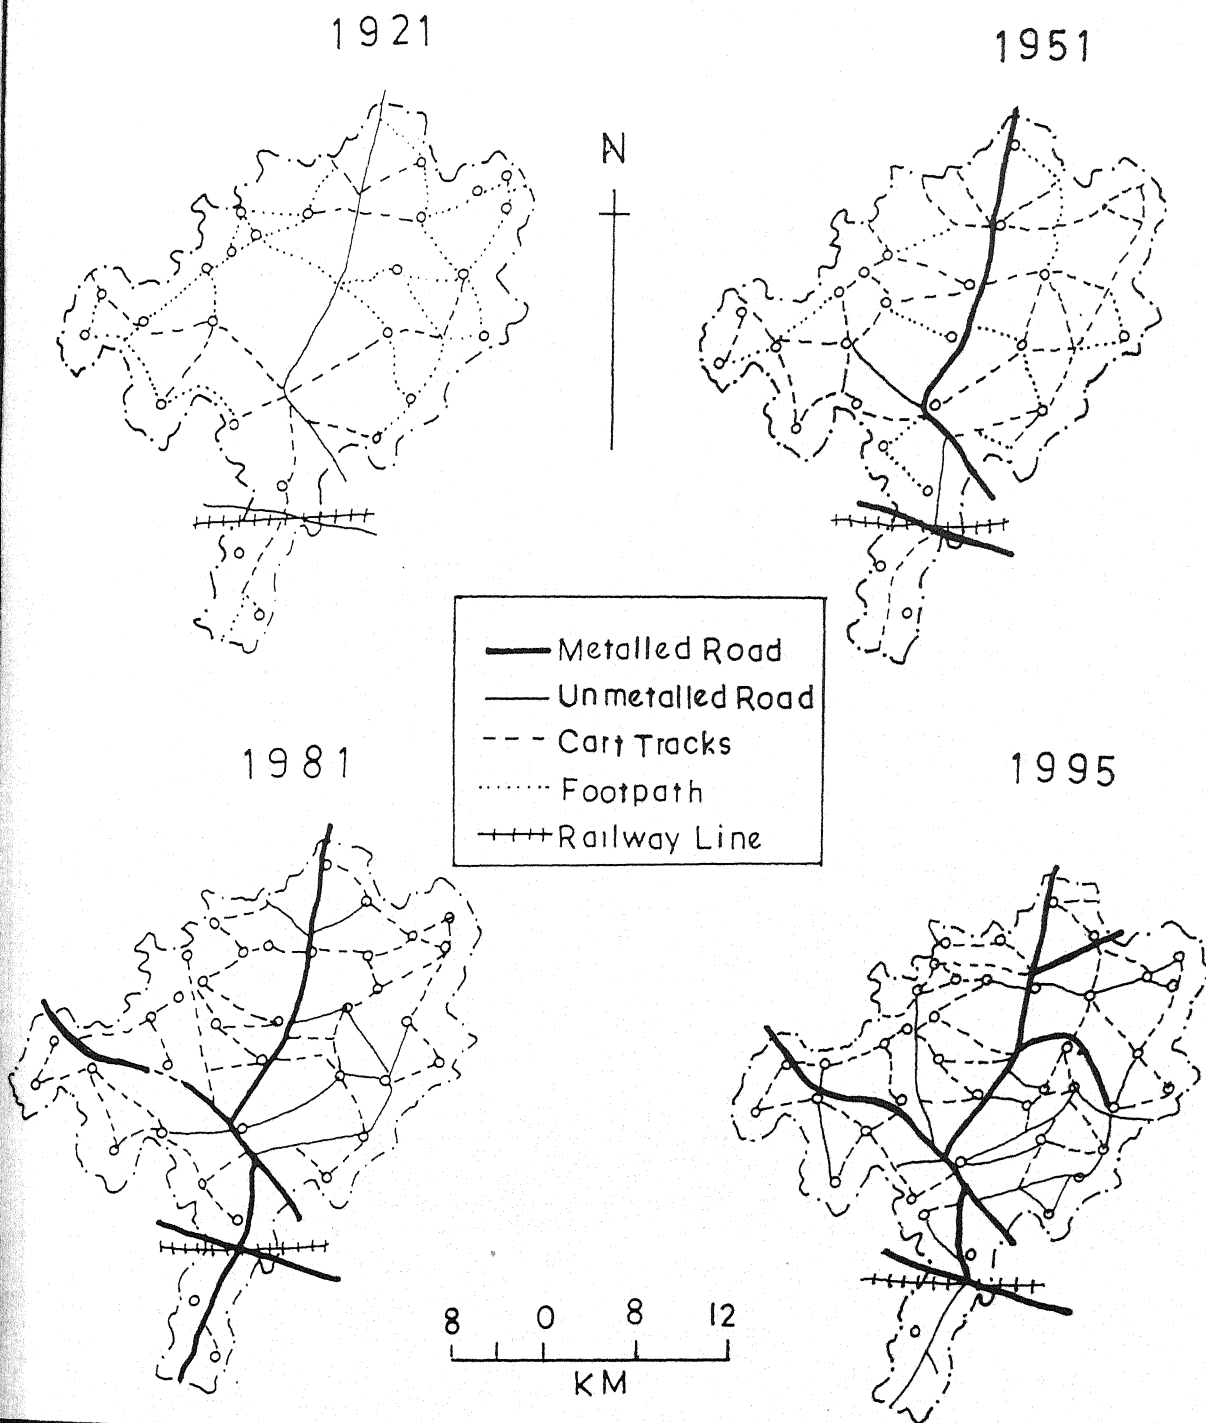 1921
1951
N
Metalled Road
Unmetalled Road
Cart Tracks
Footpath
Railway Line
1981
1995
8 0 8 12
KM